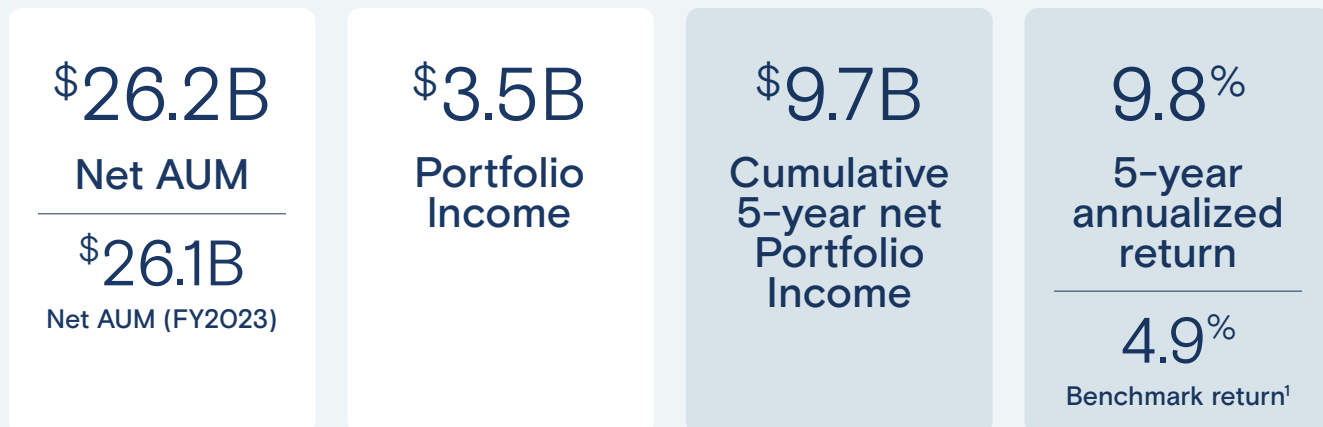 $26.2B
Net AUM
$26.1B
Net AUM (FY2023)
$3.5B
Portfolio
Income
$9.7B
Cumulative
5-year net
Portfolio
Income
9.8%
5-year
annualized
return
4.9%
Benchmark return¹